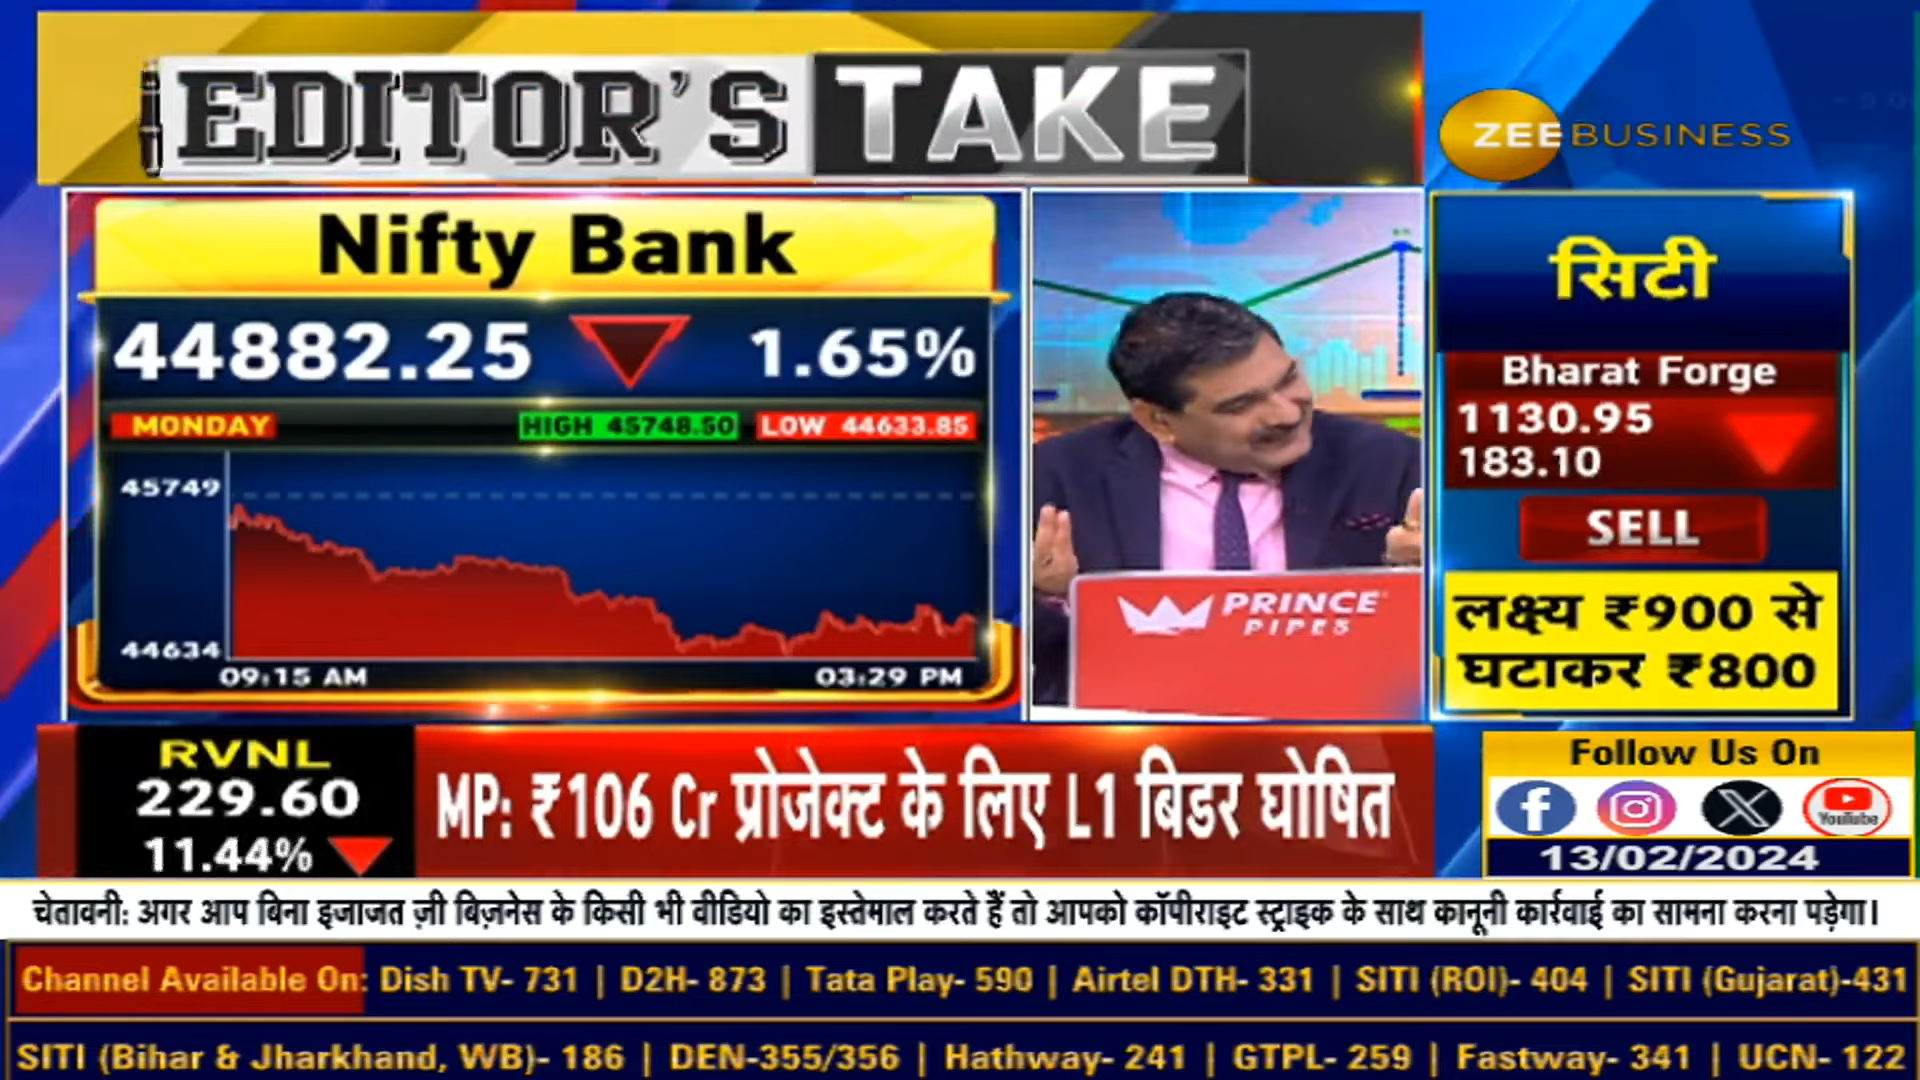 EDITOR'S TAKE
ZEE BUSINESS
Nifty Bank
44882.25 1.65%
MONDAY HIGH 45748.50 LOW 44633.85
45749
44634
09:15 AM 03:29 PM
PRINCE
PIPES
सिटी
Bharat Forge
1130.95
183.10
SELL
लक्ष्य ₹900 से
घटाकर ₹800
RVNL
229.60
11.44%
MP: ₹106 Cr प्रोजेक्ट के लिए L1 बिडर घोषित
Follow Us On
YouTube
13/02/2024
चेतावनी: अगर आप बिना इजाजत ज़ी बिज़नेस के किसी भी वीडियो का इस्तेमाल करते हैं तो आपको कॉपीराइट स्ट्राइक के साथ कानूनी कार्रवाई का सामना करना पड़ेगा।
Channel Available On: Dish TV- 731 | D2H- 873 | Tata Play- 590 | Airtel DTH- 331 | SITI (ROI)- 404 | SITI (Gujarat)-431
SITI (Bihar & Jharkhand, WB)- 186 | DEN-355/356 | Hathway- 241 | GTPL- 259 | Fastway- 341 | UCN- 122